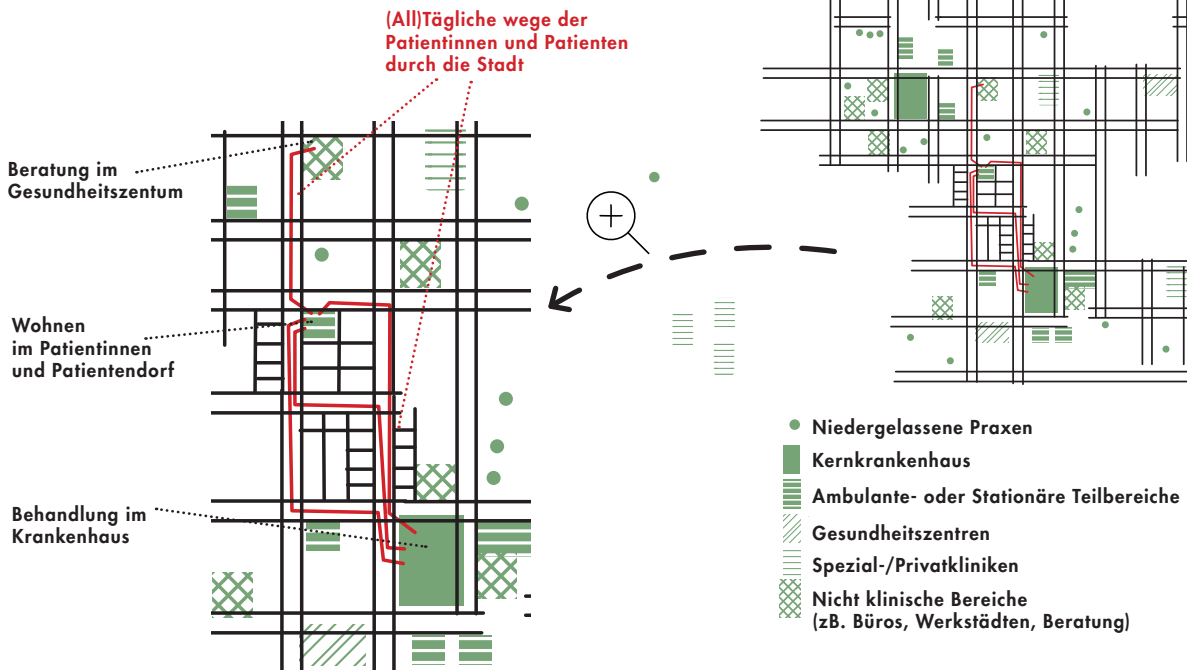 (All)Tägliche wege der
Patientinnen und Patienten
durch die Stadt
Beratung im
Gesundheitszentum
Wohnen
im Patientinnen
und Patientendorf
Behandlung im
Krankenhaus
Niedergelassene Praxen
Kernkrankenhaus
Ambulante- oder Stationäre Teilbereiche
Gesundheitszentren
Spezial-/Privatkliniken
Nicht klinische Bereiche
(zB. Büros, Werkstädten, Beratung)